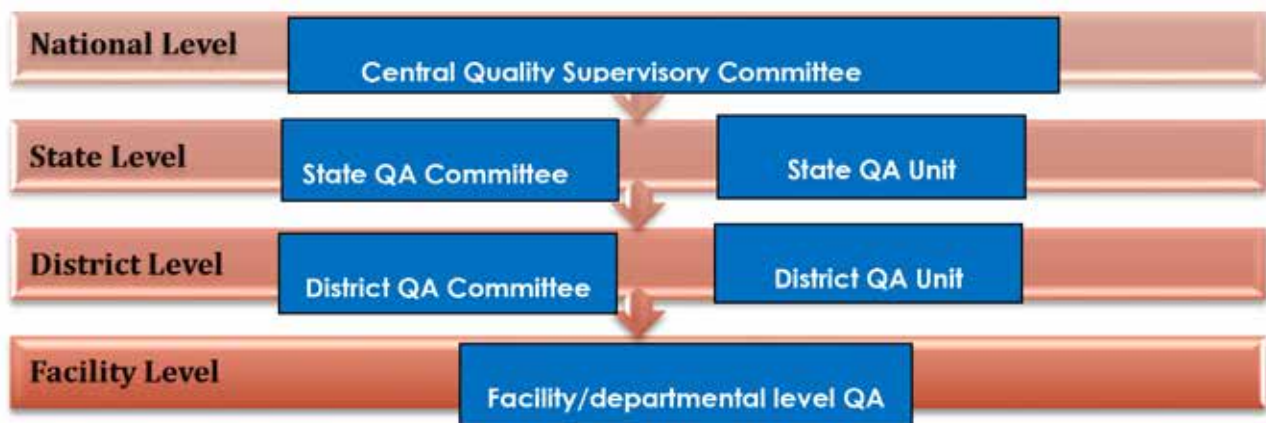 National Level
Central Quality Supervisory Committee
State Level
State QA Committee
State QA Unit
District Level
District QA Committee
District QA Unit
Facility Level
Facility/departmental level QA